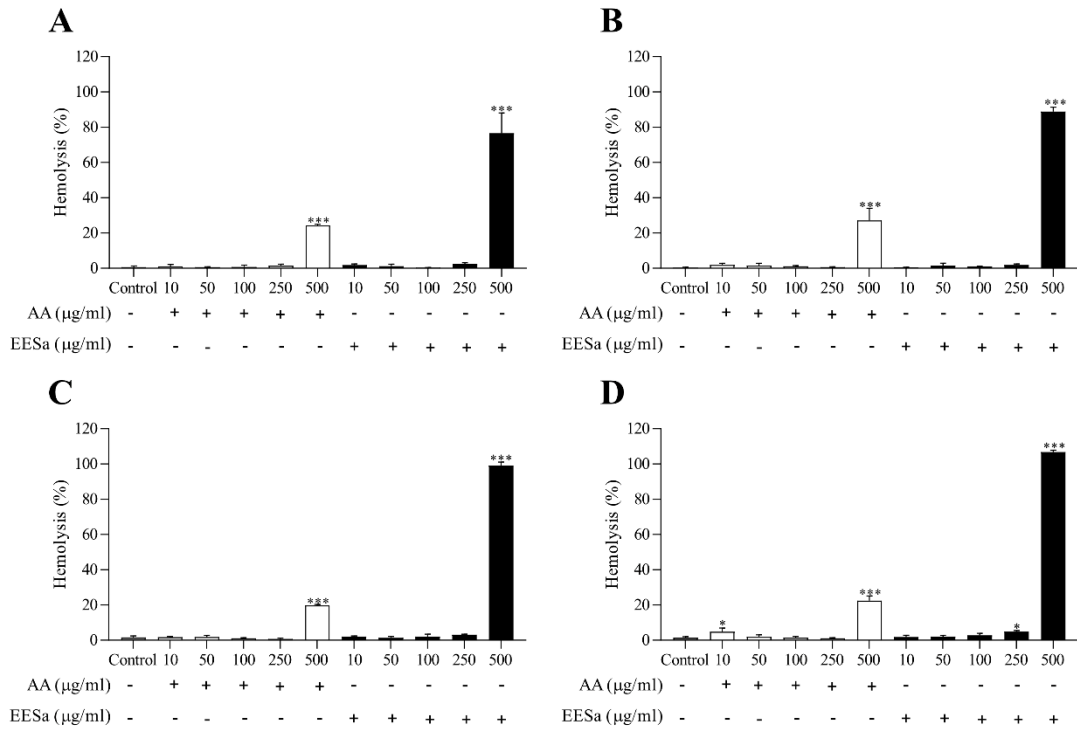 A
Hemolysis (%)
120
100
80
60
40
20
0
***
***
Control 10 50 100 250 500 10 50 100 250 500
AA (µg/ml) - + + + + + - - - - -
EESa (µg/ml) - - - - - - + + + + +
B
Hemolysis (%)
120
100
80
60
40
20
0
***
***
Control 10 50 100 250 500 10 50 100 250 500
AA (µg/ml) - + + + + + - - - - -
EESa (µg/ml) - - - - - - + + + + +
C
Hemolysis (%)
120
100
80
60
40
20
0
***
***
Control 10 50 100 250 500 10 50 100 250 500
AA (µg/ml) - + + + + + - - - - -
EESa (µg/ml) - - - - - - + + + + +
D
Hemolysis (%)
120
100
80
60
40
20
0
*
***
*
***
Control 10 50 100 250 500 10 50 100 250 500
AA (µg/ml) - + + + + + - - - - -
EESa (µg/ml) - - - - - - + + + + +